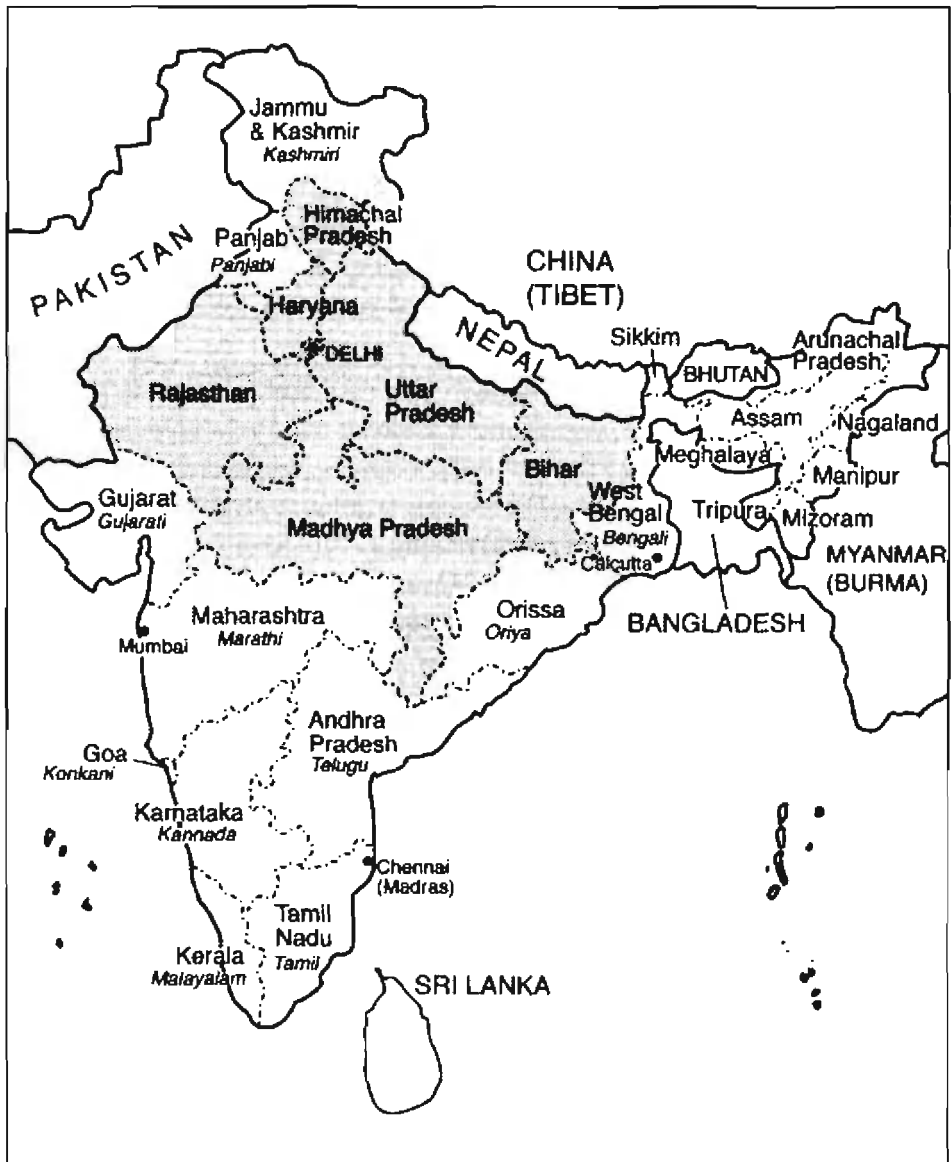 Jammu
& Kashmir
Kashmiri
Himachal
Pradesh
Panjab
Panjabi
PAKISTAN
Haryana
DELHI
CHINA
(TIBET)
NEPAL
Sikkim
BHUTAN
Arunachal
Pradesh
Rajasthan
Uttar
Pradesh
Assam
Nagaland
Bihar
Meghalaya
Manipur
Gujarat
Gujarati
Madhya Pradesh
West
Bengal
Bengali
Calcutta
Tripura
Mizoram
MYANMAR
(BURMA)
BANGLADESH
Maharashtra
Marathi
Mumbai
Orissa
Oriya
Andhra
Pradesh
Telugu
Goa
Konkani
Karnataka
Kannada
Chennai
(Madras)
Tamil
Nadu
Tamil
Kerala
Malayalam
SRI LANKA